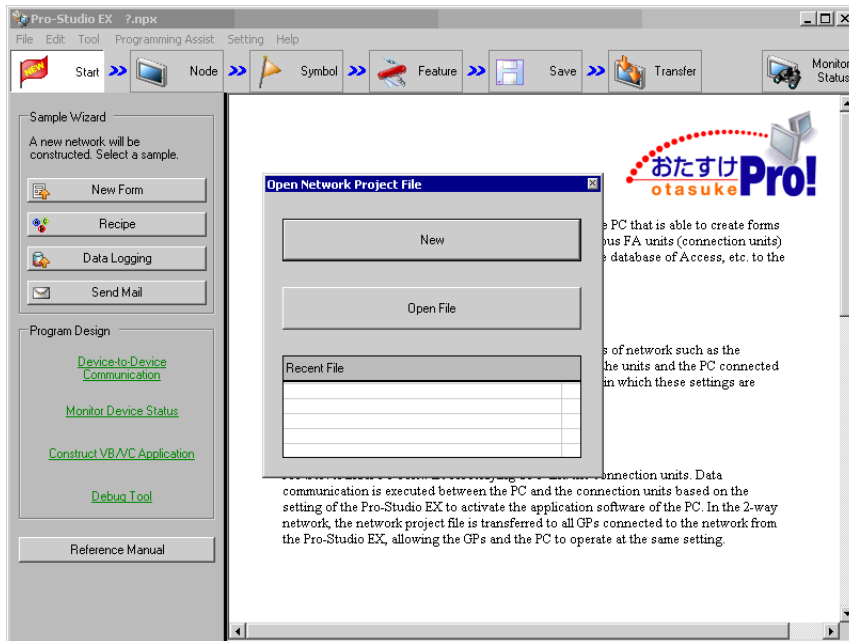 Pro-Studio EX ?.npx
File Edit Tool Programming Assist Setting Help
NEW
Start
Node
Symbol
Feature
Save
Transfer
Monitor
Status
Sample Wizard
A new network will be
constructed. Select a sample.
New Form
Recipe
Data Logging
Send Mail
Program Design
Device-to-Device
Communication
Monitor Device Status
Construct VB/VC Application
Debug Tool
Reference Manual
おたすけ
otasuke
Pro!
Open Network Project File
New
Open File
Recent File
e PC that is able to create forms
ous FA units (connection units)
e database of Access, etc. to the
s of network such as the
he units and the PC connected
in which these settings are
connection units. Data
communication is executed between the PC and the connection units based on the
setting of the Pro-Studio EX to activate the application software of the PC. In the 2-way
network, the network project file is transferred to all GPs connected to the network from
the Pro-Studio EX, allowing the GPs and the PC to operate at the same setting.